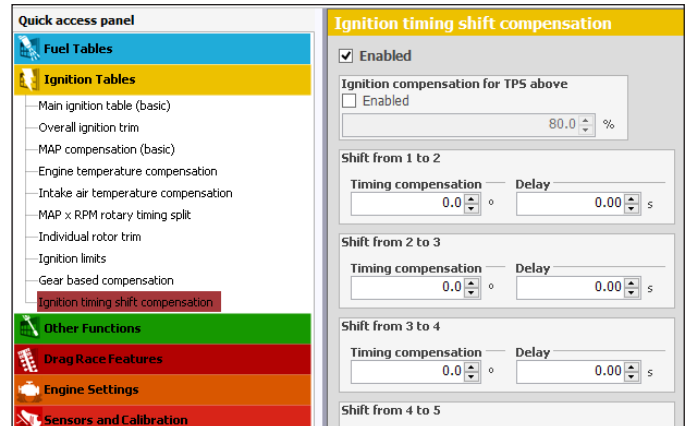 Quick access panel
Fuel Tables
Ignition Tables
Main ignition table (basic)
Overall ignition trim
MAP compensation (basic)
Engine temperature compensation
Intake air temperature compensation
MAP x RPM rotary timing split
Individual rotor trim
Ignition limits
Gear based compensation
Ignition timing shift compensation
Other Functions
Drag Race Features
Engine Settings
Sensors and Calibration
Ignition timing shift compensation
Enabled
Ignition compensation for TPS above
Enabled
80.0 %
Shift from 1 to 2
Timing compensation Delay
0.0 ° 0.00 s
Shift from 2 to 3
Timing compensation Delay
0.0 ° 0.00 s
Shift from 3 to 4
Timing compensation Delay
0.0 ° 0.00 s
Shift from 4 to 5